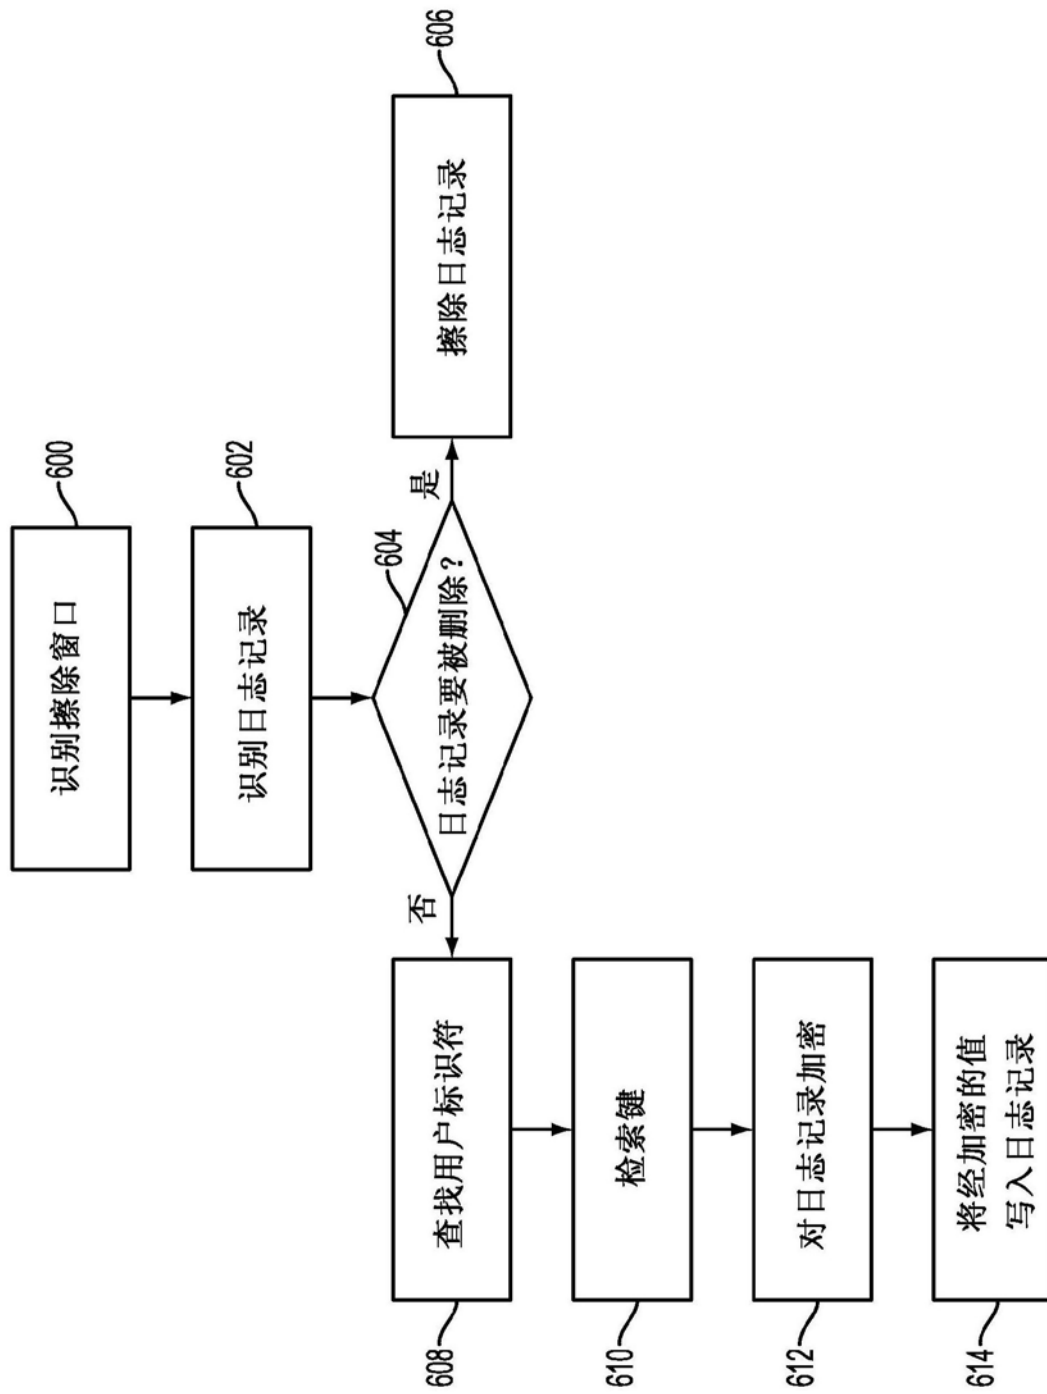 600
识别擦除窗口
602
识别日志记录
604
日志记录要被删除?
是
606
擦除日志记录
否
608
查找用户标识符
610
检索键
612
对日志记录加密
614
将经加密的值
写入日志记录